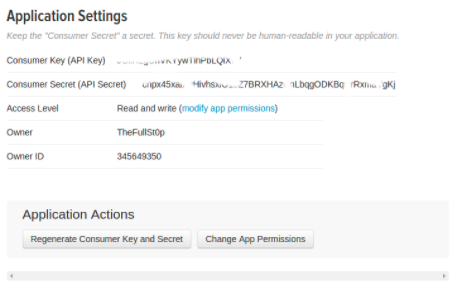 Application Settings
Keep the "Consumer Secret" a secret. This key should never be human-readable in your application.
Consumer Key (API Key)
Consumer Secret (API Secret)
Access Level Read and write (modify app permissions)
Owner TheFullSt0p
Owner ID 345649350
Application Actions
Regenerate Consumer Key and Secret Change App Permissions